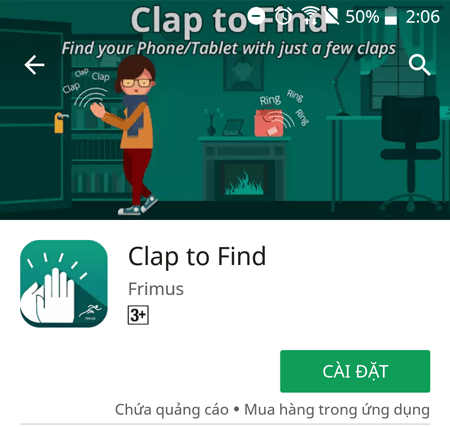 Clap to Find
50% 2:06
Find your Phone/Tablet with just a few claps
Clap Clap Clap
Ring Ring Ring
Clap to Find
Frimus
3+
CÀI ĐẶT
Chứa quảng cáo • Mua hàng trong ứng dụng